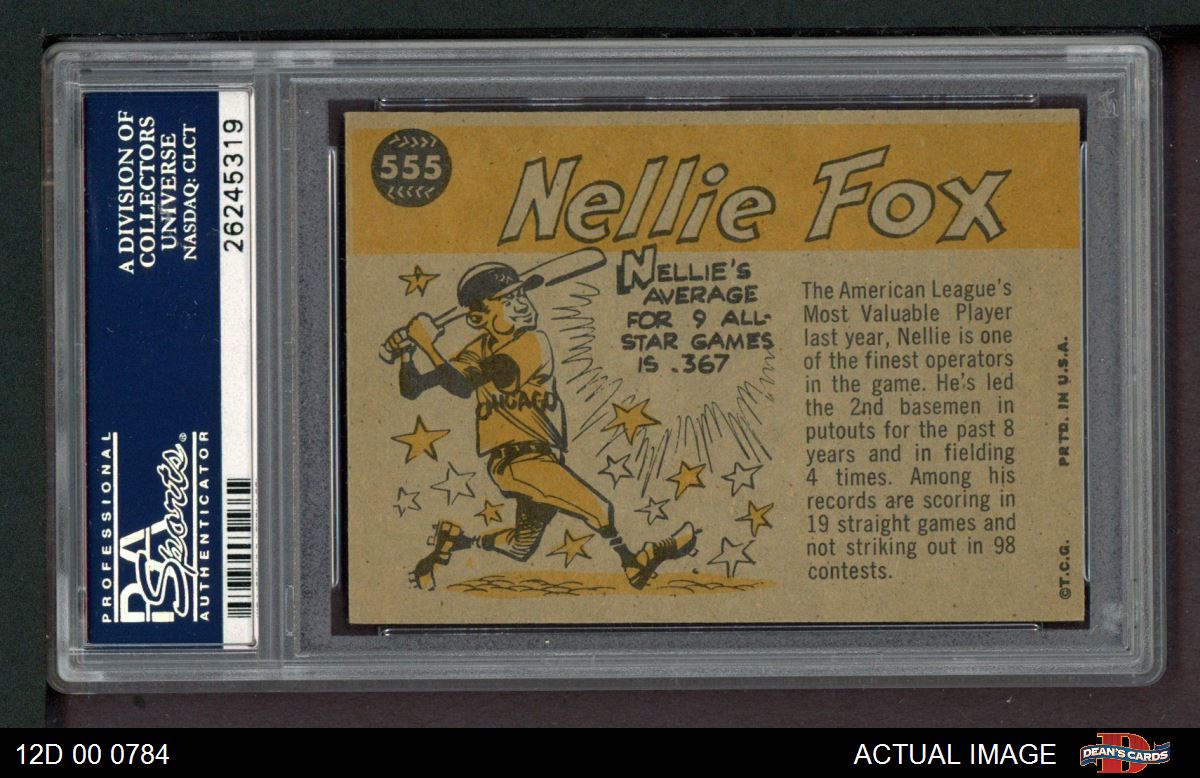 A DIVISION OF
COLLECTORS
UNIVERSE
NASDAQ: CLCT
26245319
PROFESSIONAL
PSA
Sports®
AUTHENTICATOR
555
Nellie Fox
NELLIE'S
AVERAGE
FOR 9 ALL-
STAR GAMES
IS .367
CHICAGO
The American League's
Most Valuable Player
last year, Nellie is one
of the finest operators
in the game. He's led
the 2nd basemen in
putouts for the past 8
years and in fielding
4 times. Among his
records are scoring in
19 straight games and
not striking out in 98
contests.
©T.C.G. PRTD. IN U.S.A.
12D 00 0784
ACTUAL IMAGE
DEAN'S CARDS